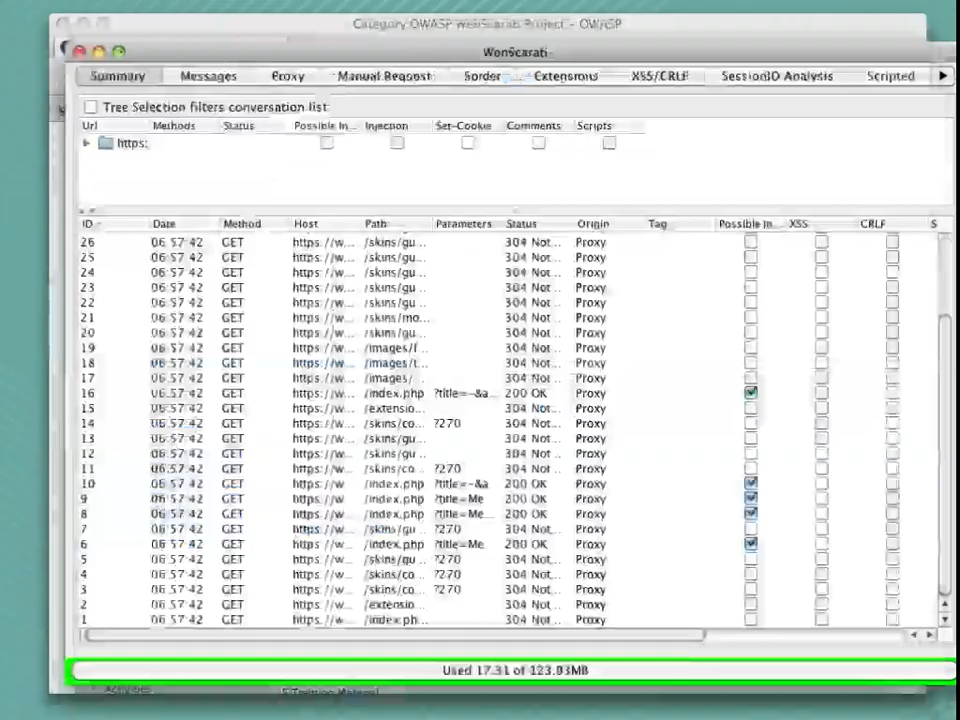 Category OWASP WebScarab Project - OWASP
WebScarab
Summary Messages Proxy Manual Request Spider Extensions XSS/CRLF SessionID Analysis Scripted
Tree Selection filters conversation list
Url Methods Status Possible In... Injection Set-Cookie Comments Scripts
https:
ID Date Method Host Path Parameters Status Origin Tag Possible In... XSS CRLF S
26 06:57:42 GET https://w... /skins/gu... 304 Not... Proxy
25 06:57:42 GET https://w... /skins/gu... 304 Not... Proxy
24 06:57:42 GET https://w... /skins/gu... 304 Not... Proxy
23 06:57:42 GET https://w... /skins/gu... 304 Not... Proxy
22 06:57:42 GET https://w... /skins/gu... 304 Not... Proxy
21 06:57:42 GET https://w... /skins/mo... 304 Not... Proxy
20 06:57:42 GET https://w... /skins/gu... 304 Not... Proxy
19 06:57:42 GET https://w... /images/f... 304 Not... Proxy
18 06:57:42 GET https://w... /images/t... 304 Not... Proxy
17 06:57:42 GET https://w... /images/ 304 Not... Proxy
16 06:57:42 GET https://w... /index.php ?title=-&a... 200 OK Proxy
15 06:57:42 GET https://w... /extensio... 304 Not... Proxy
14 06:57:42 GET https://w... /skins/co... ?270 304 Not... Proxy
13 06:57:42 GET https://w... /skins/gu... 304 Not... Proxy
12 06:57:42 GET https://w... /skins/gu... 304 Not... Proxy
11 06:57:42 GET https://w... /skins/co... ?270 304 Not... Proxy
10 06:57:42 GET https://w... /index.php ?title=-&a 200 OK Proxy
9 06:57:42 GET https://w... /index.php ?title=Me 200 OK Proxy
8 06:57:42 GET https://w... /index.php ?title=Me 200 OK Proxy
7 06:57:42 GET https://w... /skins/gu... ?270 304 Not... Proxy
6 06:57:42 GET https://w... /index.php ?title=Me 200 OK Proxy
5 06:57:42 GET https://w... /skins/gu... ?270 304 Not... Proxy
4 06:57:42 GET https://w... /skins/co... ?270 304 Not... Proxy
3 06:57:42 GET https://w... /skins/co... ?270 304 Not... Proxy
2 06:57:42 GET https://w... /extensio... 304 Not... Proxy
1 06:57:42 GET https://w... /index.ph... 304 Not... Proxy
Used 17.31 of 123.03MB
Activities